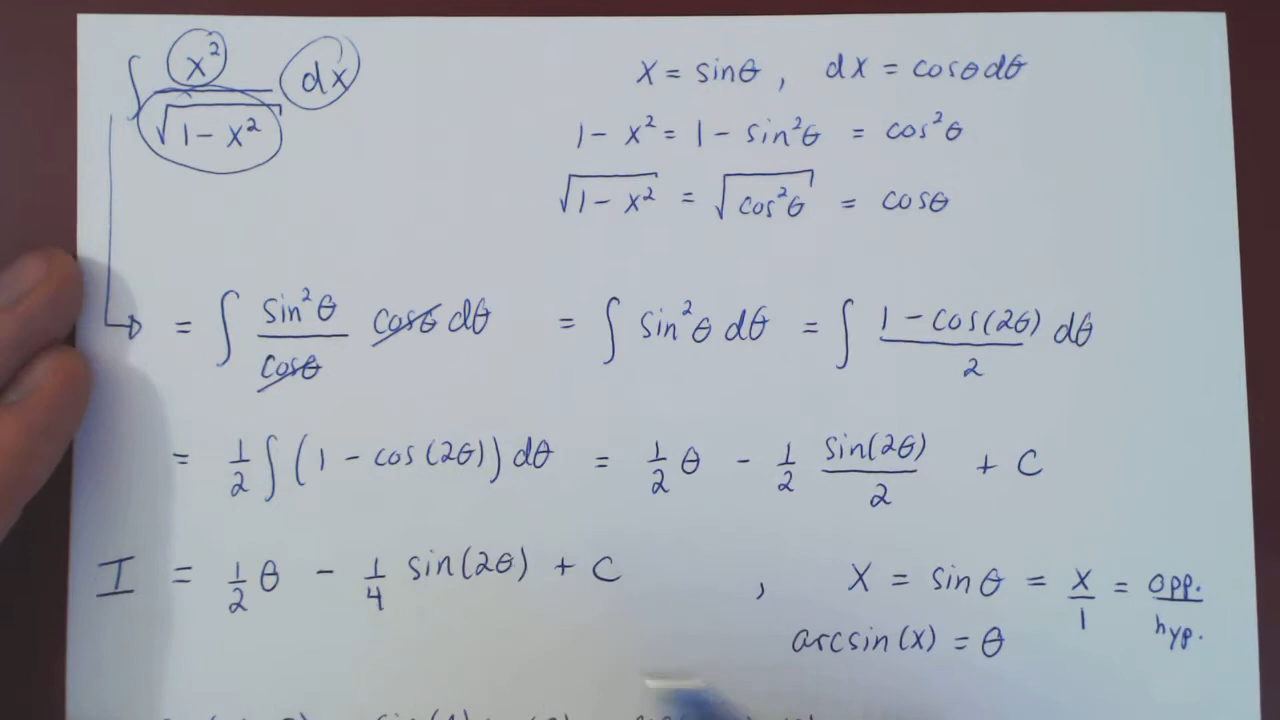 ∫ x² / √(1 - x²) dx
x = sinθ , dx = cosθ dθ
1 - x² = 1 - sin²θ = cos²θ
√(1 - x²) = √(cos²θ) = cosθ
= ∫ sin²θ / cosθ cosθ dθ = ∫ sin²θ dθ = ∫ (1 - cos(2θ)) / 2 dθ
= 1/2 ∫ (1 - cos(2θ)) dθ = 1/2 θ - 1/2 sin(2θ) / 2 + C
I = 1/2 θ - 1/4 sin(2θ) + C , x = sinθ = x/1 = opp. / hyp.
arcsin(x) = θ